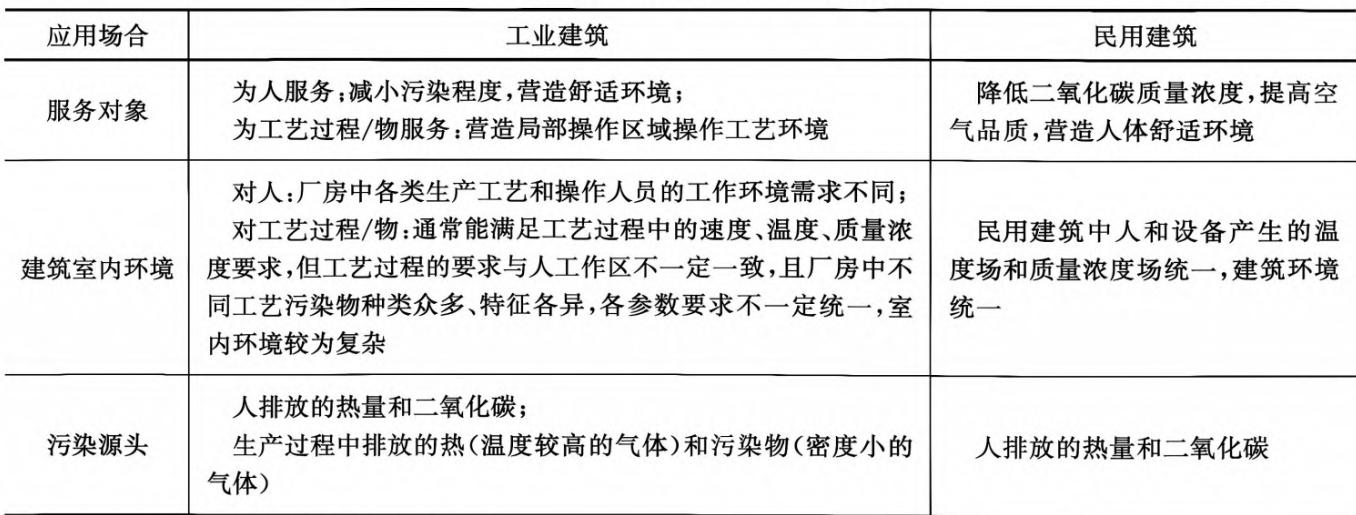 应用场合 工业建筑 民用建筑
服务对象
为人服务;减小污染程度,营造舒适环境;
为工艺过程/物服务:营造局部操作区域操作工艺环境
降低二氧化碳质量浓度,提高空
气品质,营造人体舒适环境
建筑室内环境
对人:厂房中各类生产工艺和操作人员的工作环境需求不同;
对工艺过程/物:通常能满足工艺过程中的速度、温度、质量浓
度要求,但工艺过程的要求与人工作区不一定一致,且厂房中不
同工艺污染物种类众多、特征各异,各参数要求不一定统一,室
内环境较为复杂
民用建筑中人和设备产生的温
度场和质量浓度场统一,建筑环境
统一
污染源头
人排放的热量和二氧化碳;
生产过程中排放的热(温度较高的气体)和污染物(密度小的
气体)
人排放的热量和二氧化碳